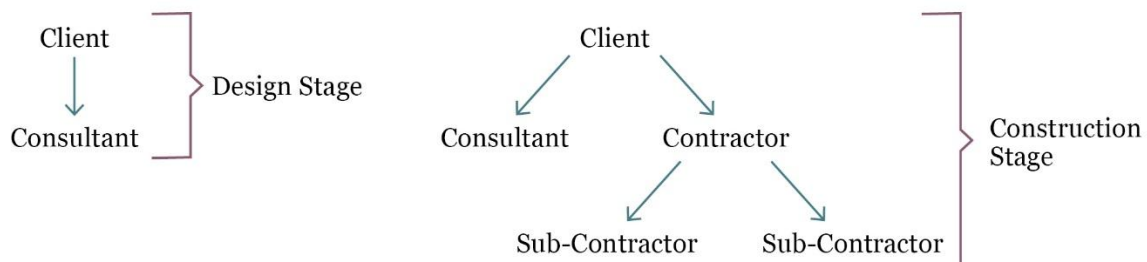 Client
Consultant
Design Stage
Client
Consultant
Contractor
Sub-Contractor
Sub-Contractor
Construction
Stage